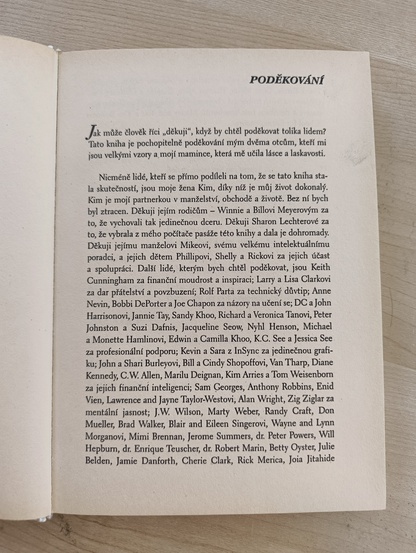 PODĚKOVÁNÍ
Jak může člověk říci „děkuji“, když by chtěl poděkovat tolika lidem?
Tato kniha je pochopitelně poděkování mým dvěma otcům, kteří mi
jsou velkými vzory a mojí mamince, která mě učila lásce a laskavosti.
Nicméně lidé, kteří se přímo podíleli na tom, že se tato kniha sta-
la skutečností, jsou moje žena Kim, díky níž je můj život dokonalý.
Kim je mojí partnerkou v manželství, obchodě a životě. Bez ní bych
byl ztracen. Děkuji jejím rodičům – Winnie a Billovi Meyerovým za
to, že vychovali tak jedinečnou dceru. Děkuji Sharon Lechterové za
to, že vybrala z mého počítače pasáže této knihy a dala je dohromady.
Děkuji jejímu manželovi Mikeovi, svému velkému intelektuálnímu
poradci, a jejich dětem Phillipovi, Shelly a Rickovi za jejich účast
a spolupráci. Další lidé, kterým bych chtěl poděkovat, jsou Keith
Cunningham za finanční moudrost a inspiraci; Larry a Lisa Clarkovi
za dar přátelství a povzbuzení; Rolf Parta za technický důvtip; Anne
Nevin, Bobbi DePorter a Joe Chapon za názory na učení se; DC a John
Harrisonovi, Jannie Tay, Sandy Khoo, Richard a Veronica Tanovi, Peter
Johnston a Suzi Dafnis, Jacqueline Seow, Nyhl Henson, Michael
a Monette Hamlinovi, Edwin a Camilla Khoo, K.C. See a Jessica See
za profesionální podporu; Kevin a Sara z InSync za jedinečnou grafi-
ku; John a Shari Burleyovi, Bill a Cindy Shopoffovi, Van Tharp, Diane
Kennedy, C.W. Allen, Marilu Deignan, Kim Arries a Tom Weisenborn
za jejich finanční inteligenci; Sam Georges, Anthony Robbins, Enid
Vien, Lawrence and Jayne Taylor-Westovi, Alan Wright, Zig Ziglar za
mentální jasnost; J.W. Wilson, Marty Weber, Randy Craft, Don
Mueller, Brad Walker, Blair and Eileen Singerovi, Wayne and Lynn
Morganovi, Mimi Brennan, Jerome Summers, dr. Peter Powers, Will
Hepburn, dr. Enrique Teuscher, dr. Robert Marin, Betty Oyster, Julie
Belden, Jamie Danforth, Cherie Clark, Rick Merica, Joia Jitahide